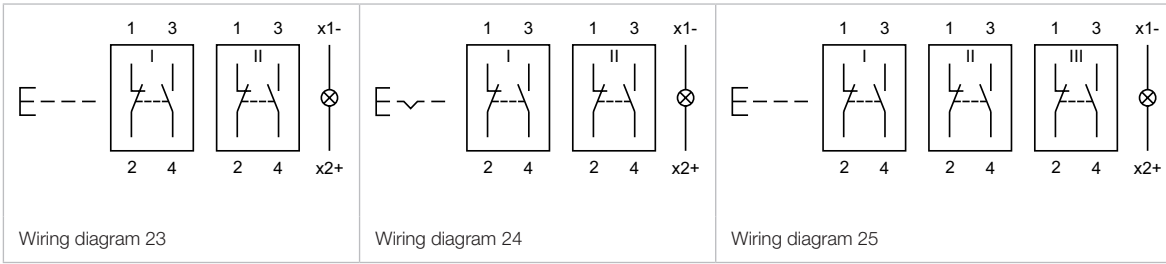 1 3 1 3 x1-
I II
2 4 2 4 x2+
Wiring diagram 23
1 3 1 3 x1-
I II
2 4 2 4 x2+
Wiring diagram 24
1 3 1 3 1 3 x1-
I II III
2 4 2 4 2 4 x2+
Wiring diagram 25